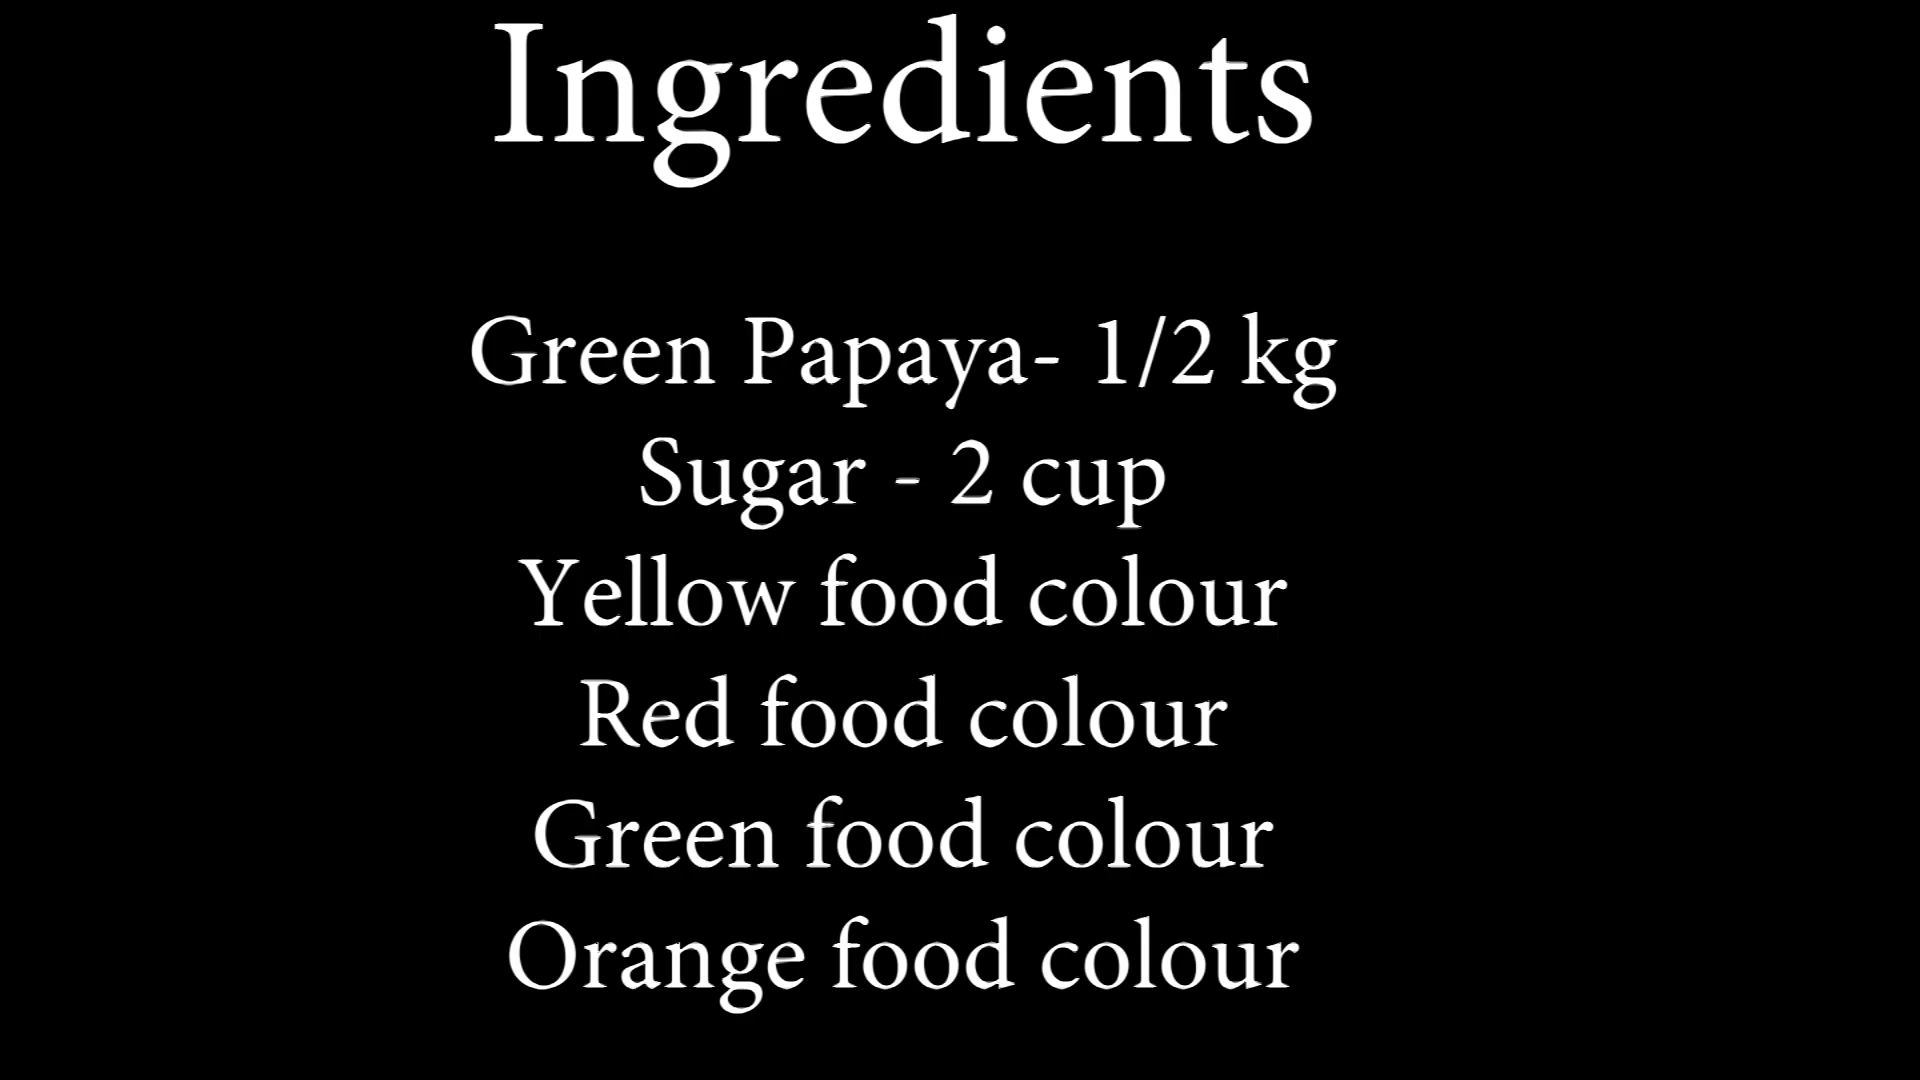 Ingredients
Green Papaya- 1/2 kg
Sugar - 2 cup
Yellow food colour
Red food colour
Green food colour
Orange food colour